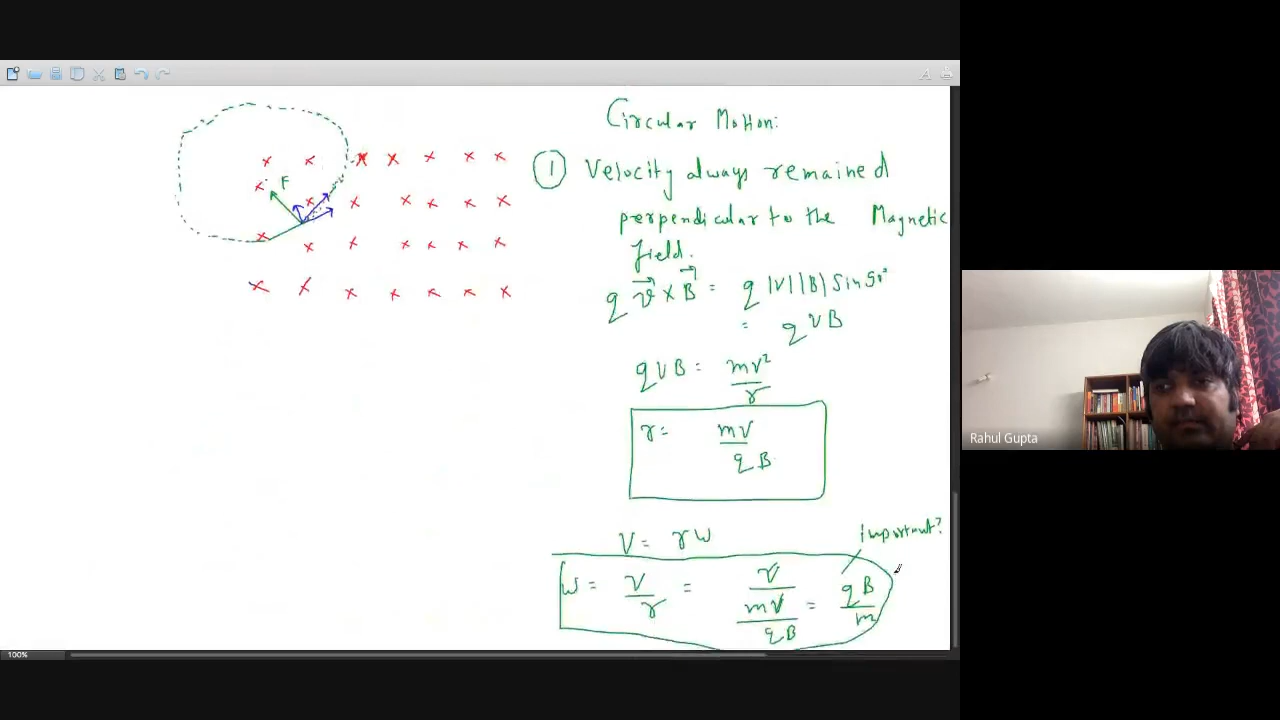 Circular Motion:
1 Velocity always remained
perpendicular to the Magnetic
field.
F
q v⃗ × B⃗ = q |V| |B| Sin 90°
= q V B
q V B = mv² / r
r = mv / qB
V = rω
Important?
ω = v / r = v / (mv / qB) = qB / m
Rahul Gupta
100%